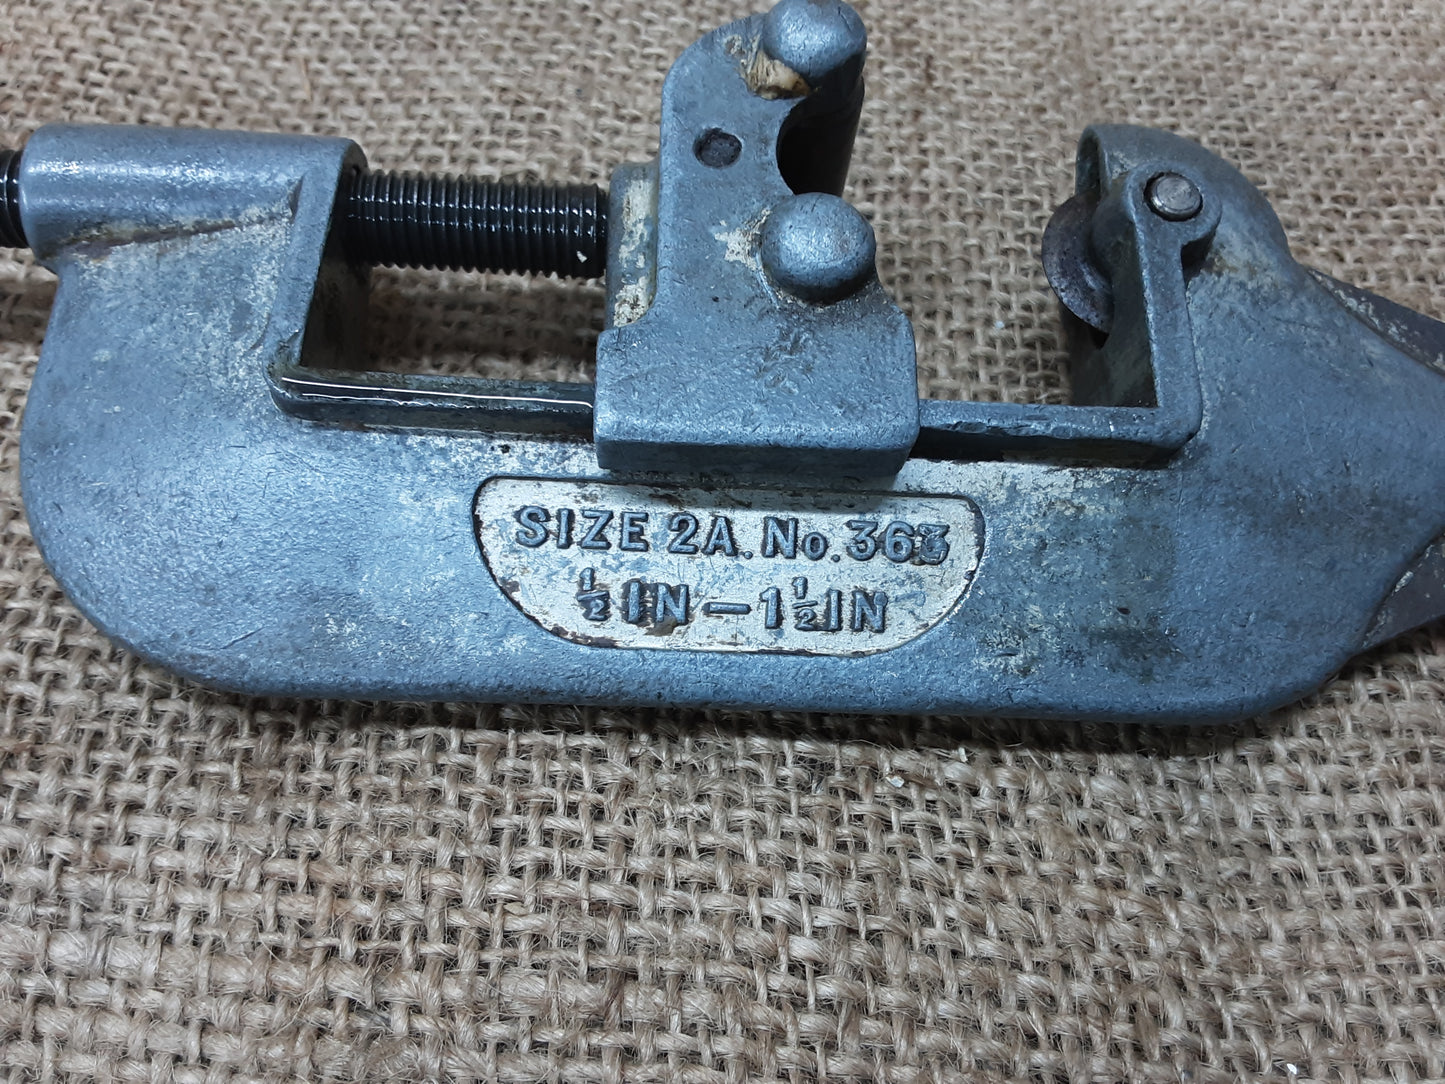 SIZE 2A. No. 363
½ IN — 1½ IN